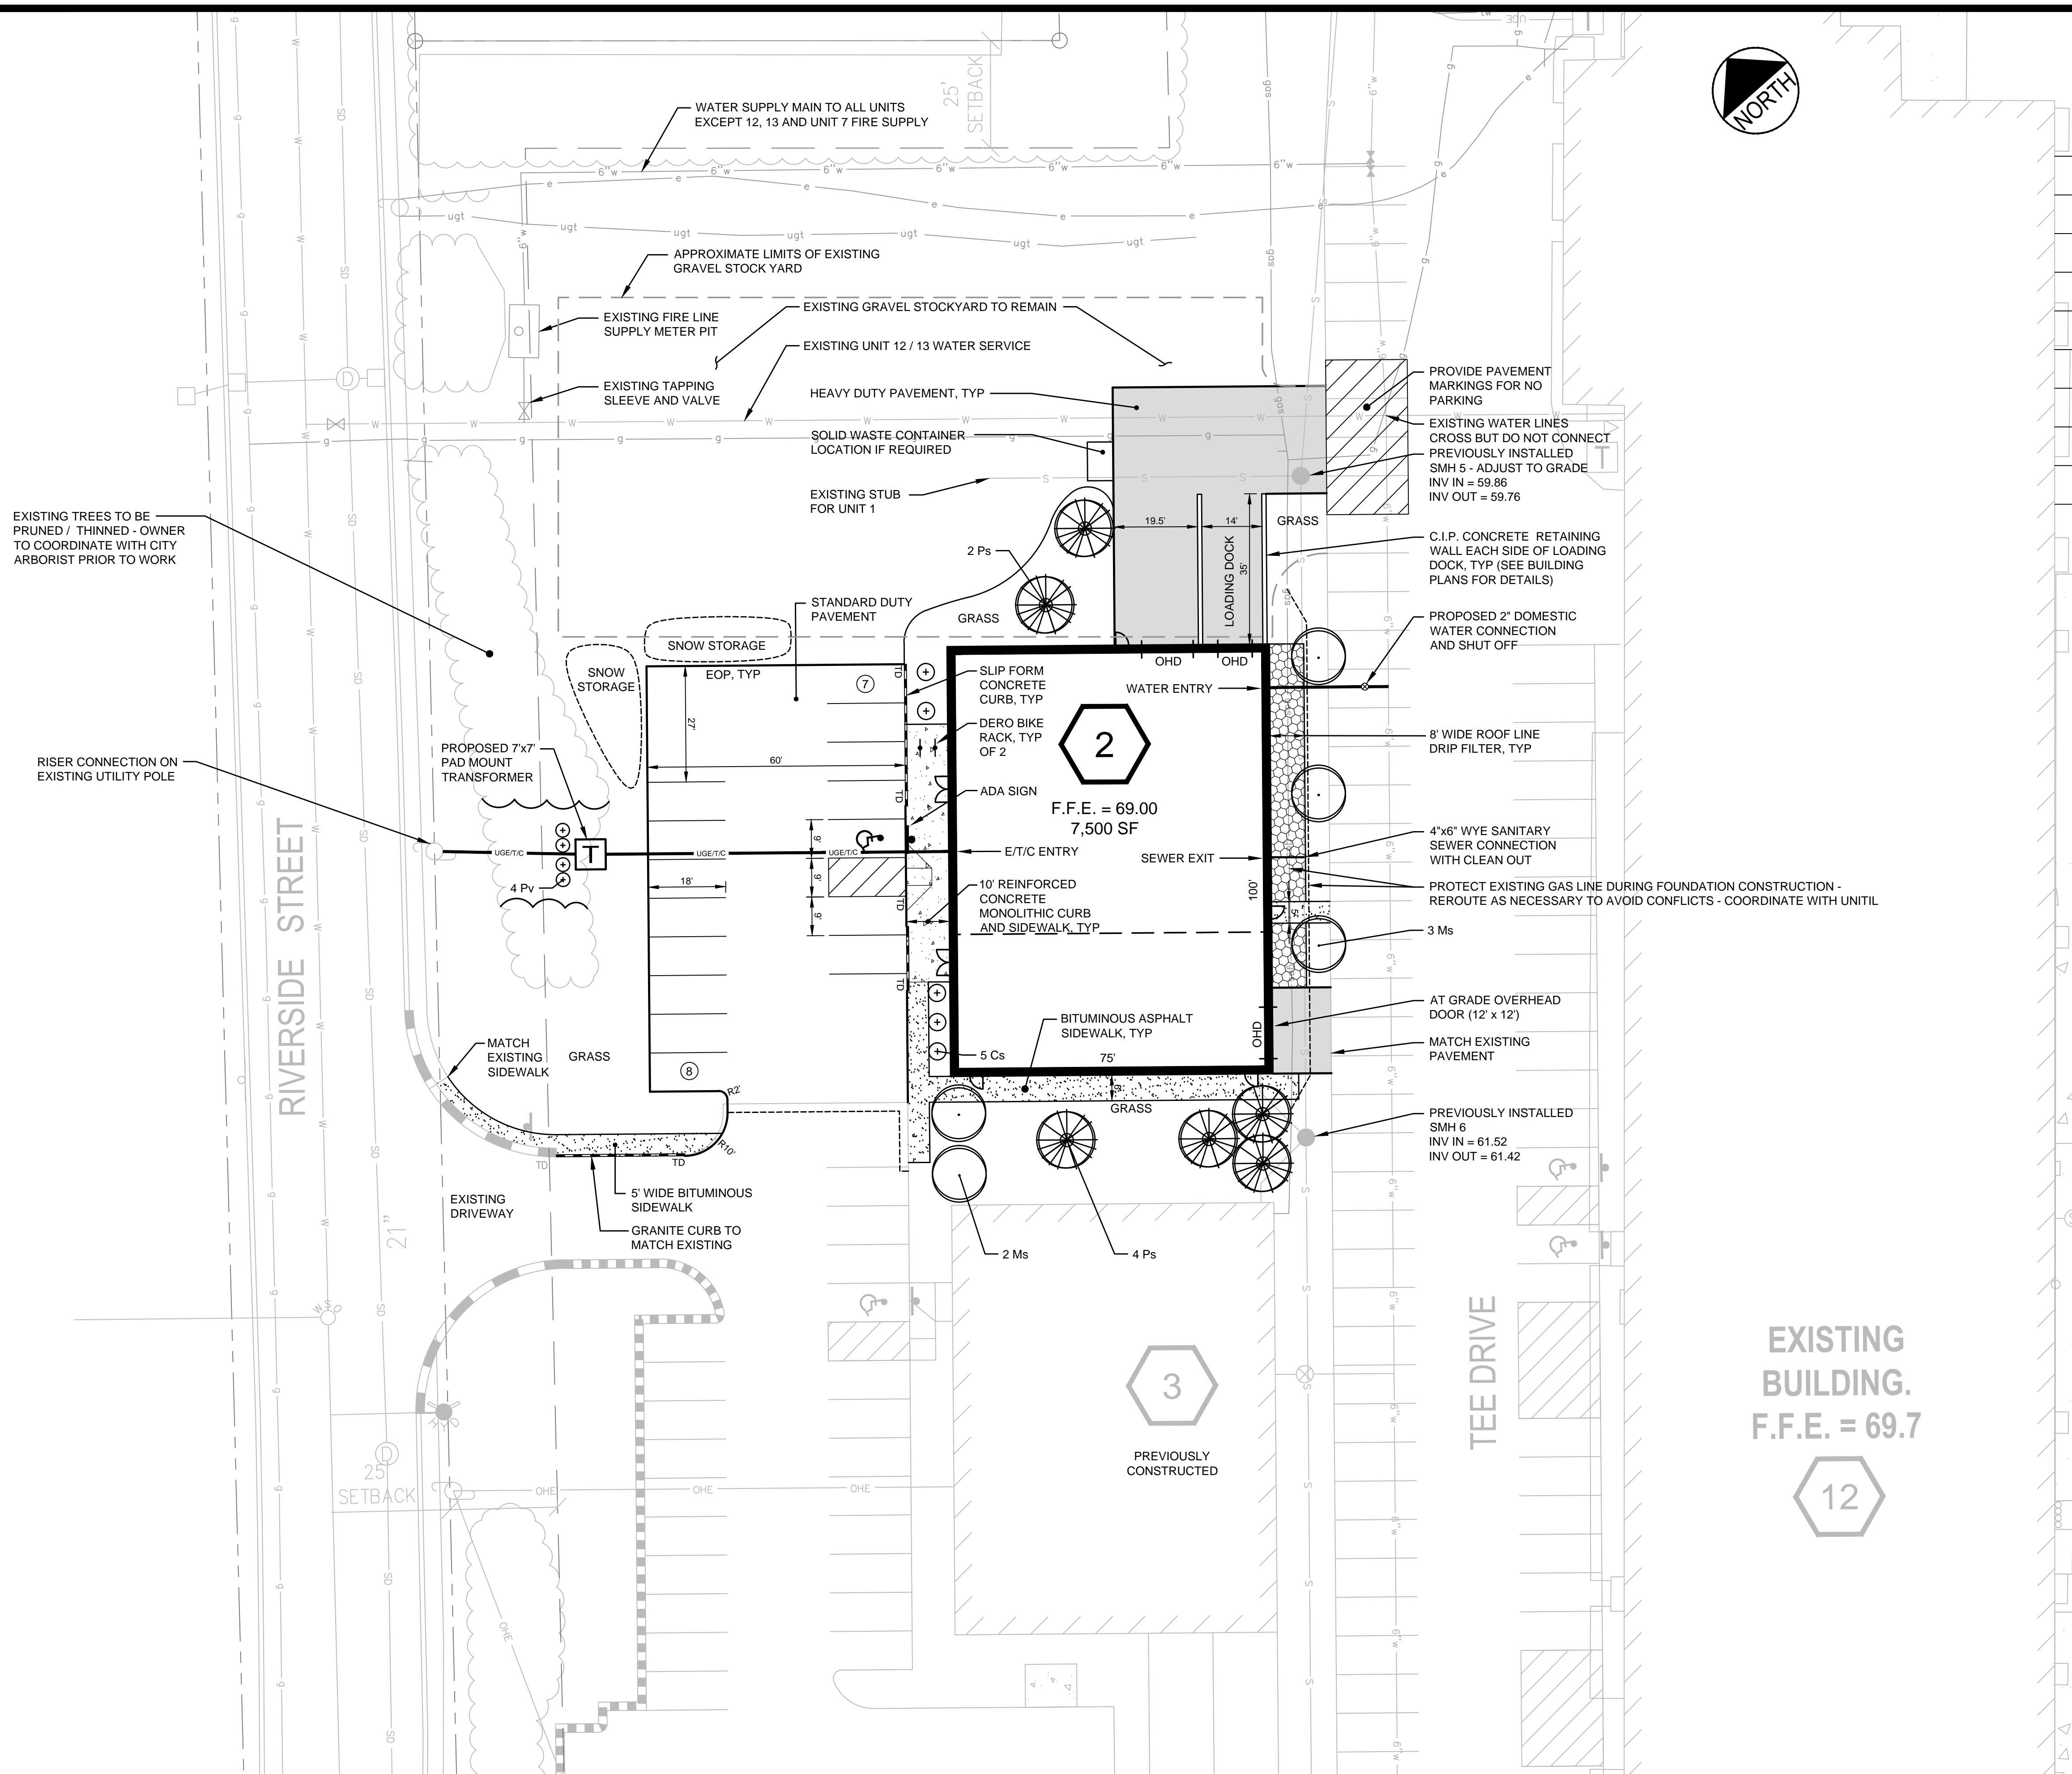 NORTH
25'
SETBACK
WATER SUPPLY MAIN TO ALL UNITS
EXCEPT 12, 13 AND UNIT 7 FIRE SUPPLY
APPROXIMATE LIMITS OF EXISTING
GRAVEL STOCK YARD
EXISTING FIRE LINE
SUPPLY METER PIT
EXISTING GRAVEL STOCKYARD TO REMAIN
EXISTING UNIT 12 / 13 WATER SERVICE
EXISTING TAPPING
SLEEVE AND VALVE
HEAVY DUTY PAVEMENT, TYP
SOLID WASTE CONTAINER
LOCATION IF REQUIRED
EXISTING STUB
FOR UNIT 1
PROVIDE PAVEMENT
MARKINGS FOR NO
PARKING
EXISTING WATER LINES
CROSS BUT DO NOT CONNECT
PREVIOUSLY INSTALLED
SMH 5 - ADJUST TO GRADE
INV IN = 59.86
INV OUT = 59.76
T
EXISTING TREES TO BE
PRUNED / THINNED - OWNER
TO COORDINATE WITH CITY
ARBORIST PRIOR TO WORK
19.5'
14'
GRASS
LOADING DOCK
35'
C.I.P. CONCRETE RETAINING
WALL EACH SIDE OF LOADING
DOCK, TYP (SEE BUILDING
PLANS FOR DETAILS)
2 Ps
STANDARD DUTY
PAVEMENT
GRASS
PROPOSED 2" DOMESTIC
WATER CONNECTION
AND SHUT OFF
SNOW STORAGE
SNOW
STORAGE
EOP, TYP
7
27'
60'
SLIP FORM
CONCRETE
CURB, TYP
OHD
OHD
WATER ENTRY
DERO BIKE
RACK, TYP
OF 2
2
8' WIDE ROOF LINE
DRIP FILTER, TYP
RISER CONNECTION ON
EXISTING UTILITY POLE
PROPOSED 7'x7'
PAD MOUNT
TRANSFORMER
ADA SIGN
F.F.E. = 69.00
7,500 SF
UGE/T/C
T
UGE/T/C
UGE/T/C
9'
9'
9'
E/T/C ENTRY
SEWER EXIT
4"x6" WYE SANITARY
SEWER CONNECTION
WITH CLEAN OUT
4 Pv
18'
10' REINFORCED
CONCRETE
MONOLITHIC CURB
AND SIDEWALK, TYP
100'
5'
PROTECT EXISTING GAS LINE DURING FOUNDATION CONSTRUCTION -
REROUTE AS NECESSARY TO AVOID CONFLICTS - COORDINATE WITH UNITIL
3 Ms
RIVERSIDE STREET
AT GRADE OVERHEAD
DOOR (12' x 12')
BITUMINOUS ASPHALT
SIDEWALK, TYP
OHD
MATCH
EXISTING
SIDEWALK
GRASS
8
5 Cs
75'
MATCH EXISTING
PAVEMENT
R2'
R10'
GRASS
TD
TD
PREVIOUSLY INSTALLED
SMH 6
INV IN = 61.52
INV OUT = 61.42
EXISTING
DRIVEWAY
5' WIDE BITUMINOUS
SIDEWALK
GRANITE CURB TO
MATCH EXISTING
21"
2 Ms
4 Ps
3
PREVIOUSLY
CONSTRUCTED
TEE DRIVE
EXISTING
BUILDING.
F.F.E. = 69.7
12
HYD
D
25'
SETBACK
OHE
OHE
OHE
OHE